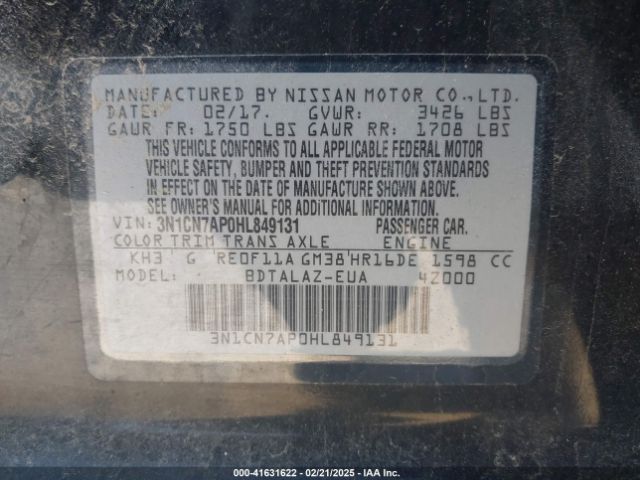 MANUFACTURED BY NISSAN MOTOR CO.,LTD.
DATE: 02/17. GVWR: 3426 LBS
GAWR FR: 1750 LBS GAWR RR: 1708 LBS
THIS VEHICLE CONFORMS TO ALL APPLICABLE FEDERAL MOTOR
VEHICLE SAFETY, BUMPER AND THEFT PREVENTION STANDARDS
IN EFFECT ON THE DATE OF MANUFACTURE SHOWN ABOVE.
SEE OWNER'S MANUAL FOR ADDITIONAL INFORMATION.
VIN: 3N1CN7AP0HL849131 PASSENGER CAR.
COLOR TRIM TRANS AXLE ENGINE
KH3 G RE0F11A GM38 HR16DE 1598 CC
MODEL: BDTALAZ-EUA 4Z000
3N1CN7AP0HL849131
000-41631622 - 02/21/2025 - IAA Inc.